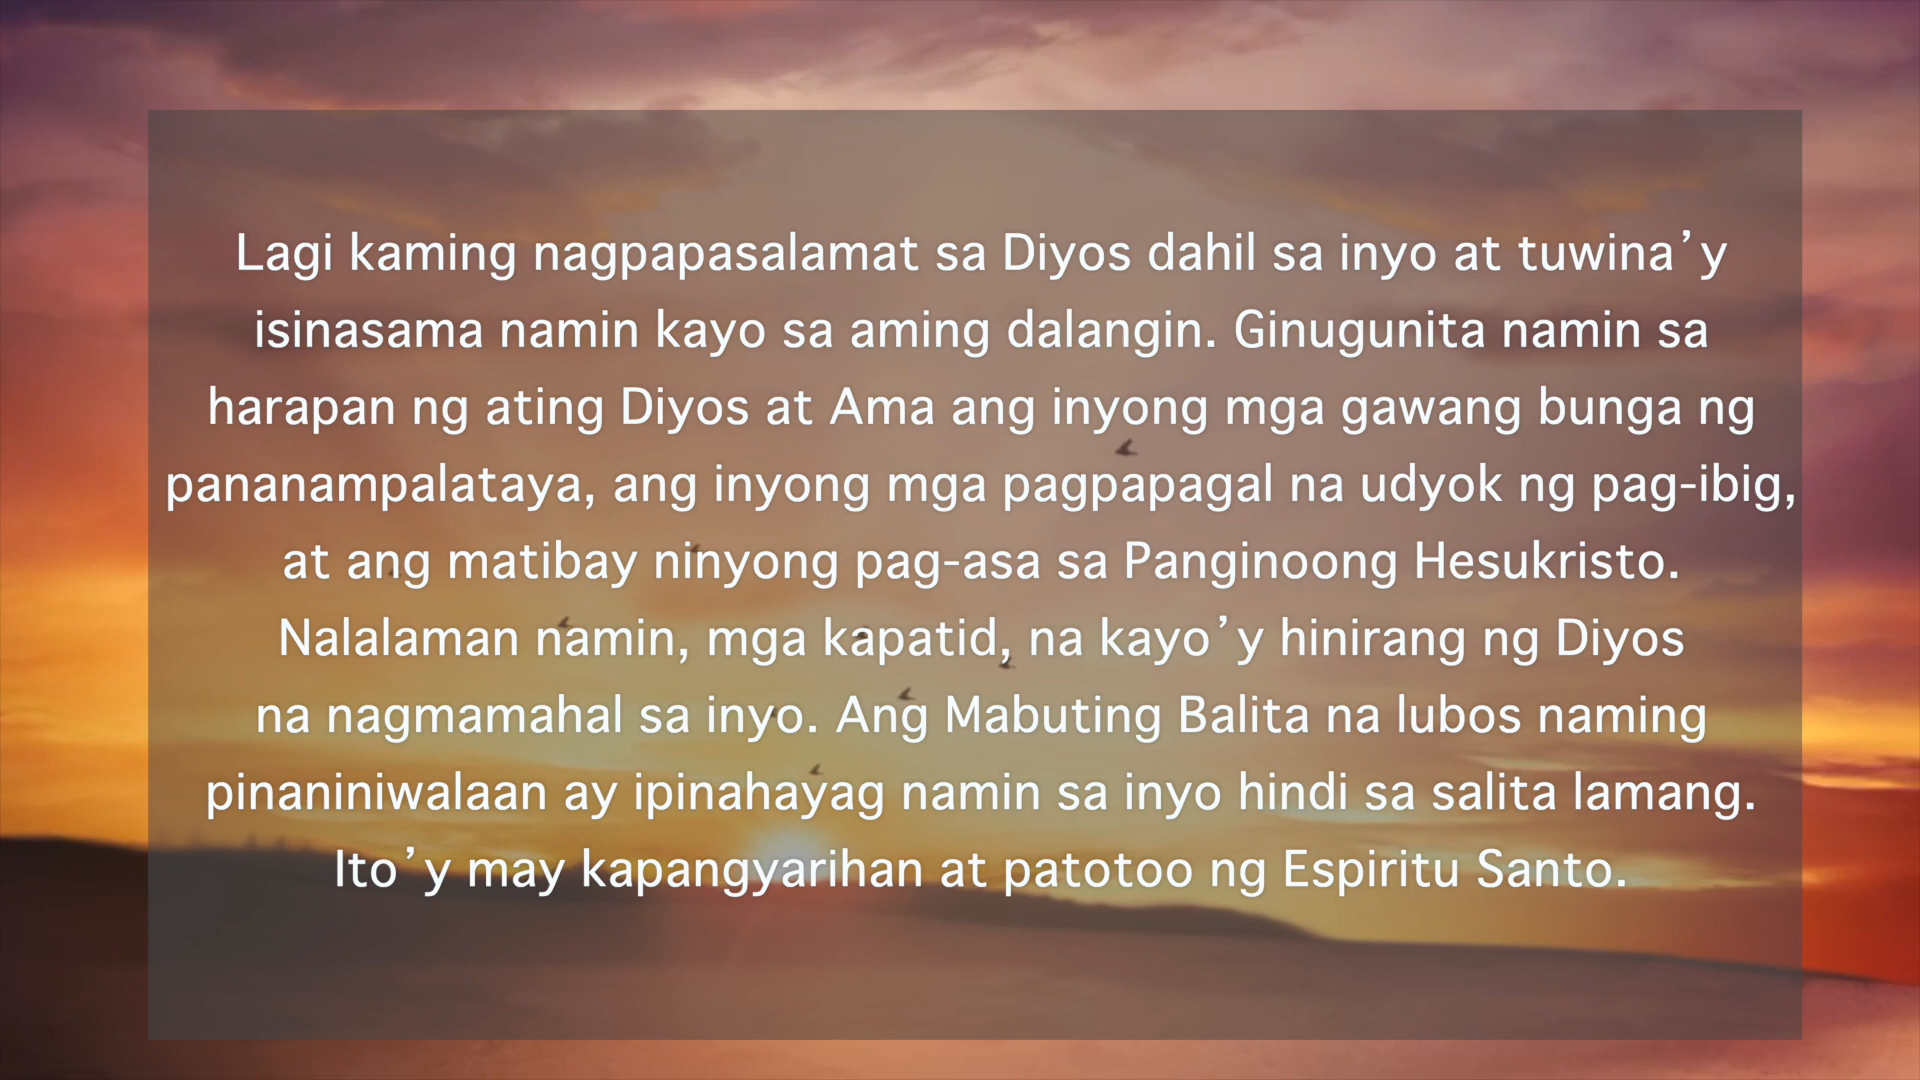 Lagi kaming nagpapasalamat sa Diyos dahil sa inyo at tuwina’y
isinasama namin kayo sa aming dalangin. Ginugunita namin sa
harapan ng ating Diyos at Ama ang inyong mga gawang bunga ng
pananampalataya, ang inyong mga pagpapagal na udyok ng pag-ibig,
at ang matibay ninyong pag-asa sa Panginoong Hesukristo.
Nalalaman namin, mga kapatid, na kayo’y hinirang ng Diyos
na nagmamahal sa inyo. Ang Mabuting Balita na lubos naming
pinaniniwalaan ay ipinahayag namin sa inyo hindi sa salita lamang.
Ito’y may kapangyarihan at patotoo ng Espiritu Santo.